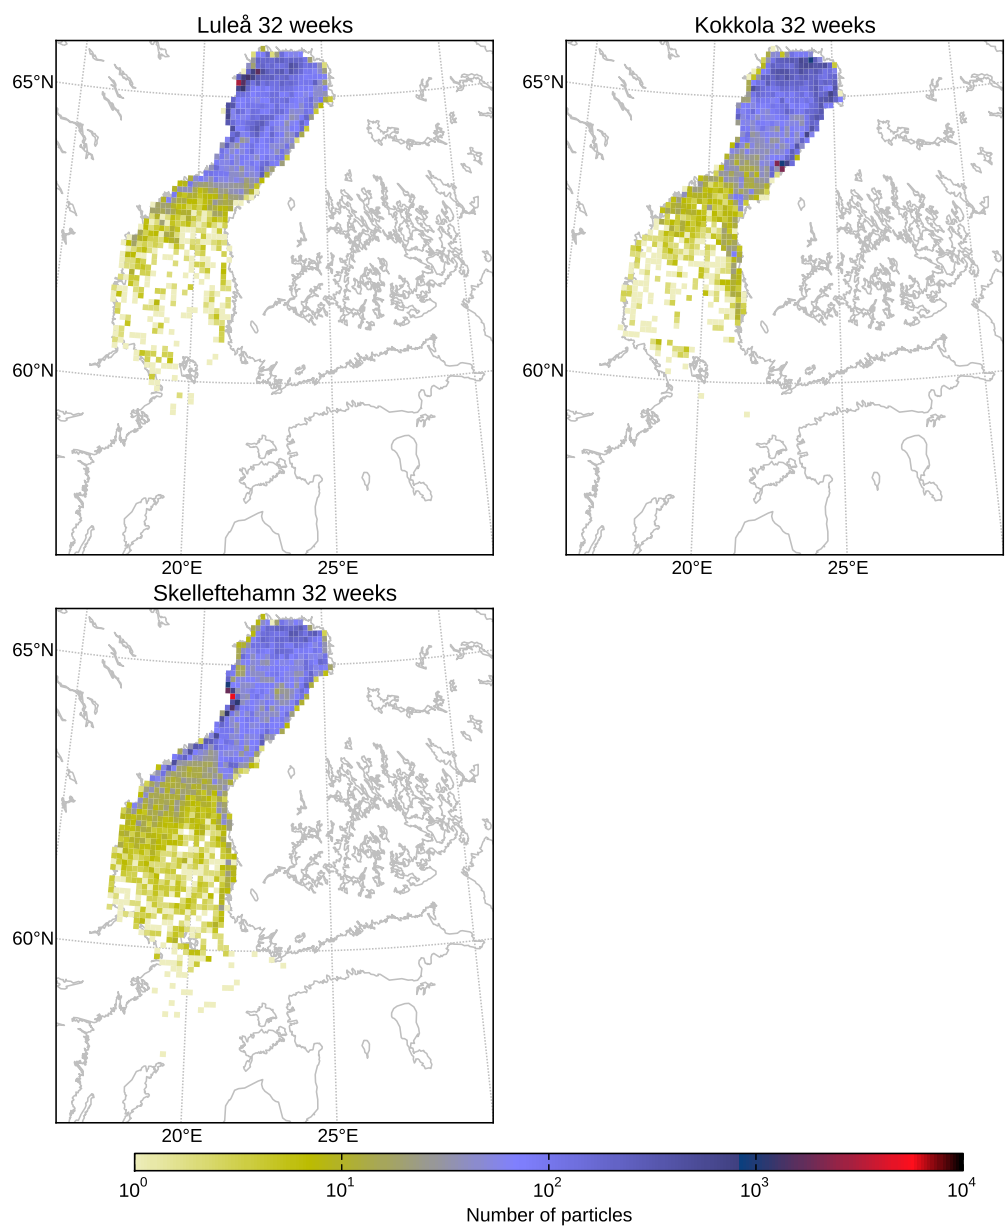 Luleå 32 weeks
Kokkola 32 weeks
65°N
65°N
60°N
60°N
20°E
25°E
20°E
25°E
Skelleftehamn 32 weeks
65°N
60°N
20°E
25°E
10⁰
10¹
10²
10³
10⁴
Number of particles